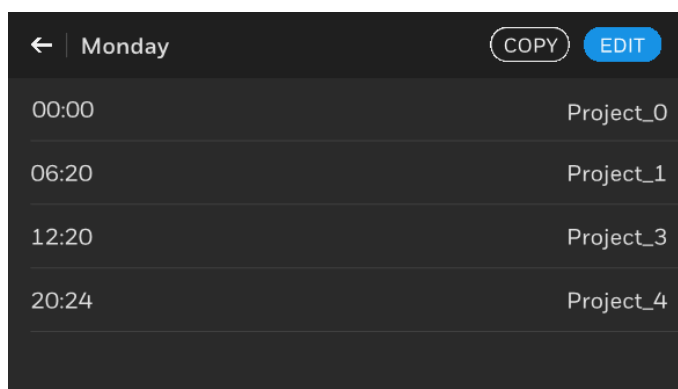 ← Monday COPY EDIT
00:00 Project_0
06:20 Project_1
12:20 Project_3
20:24 Project_4